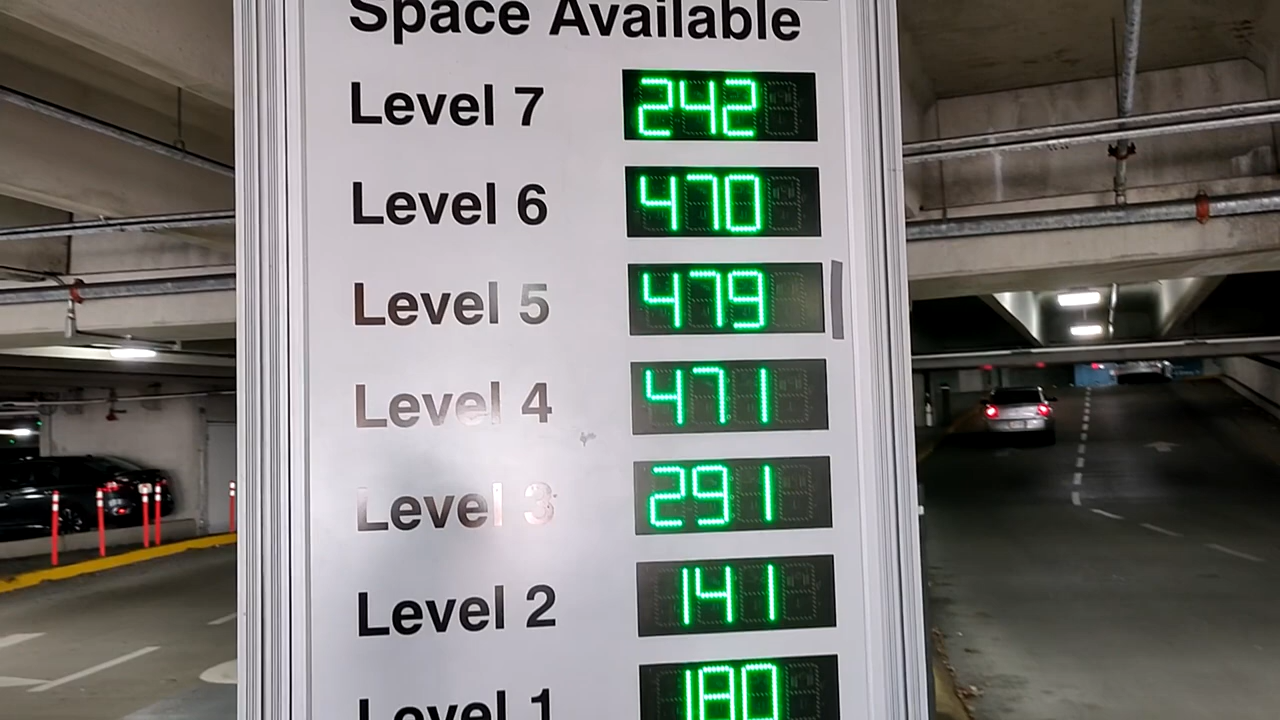 Space Available
Level 7 242
Level 6 470
Level 5 479
Level 4 471
Level 3 291
Level 2 141
Level 1